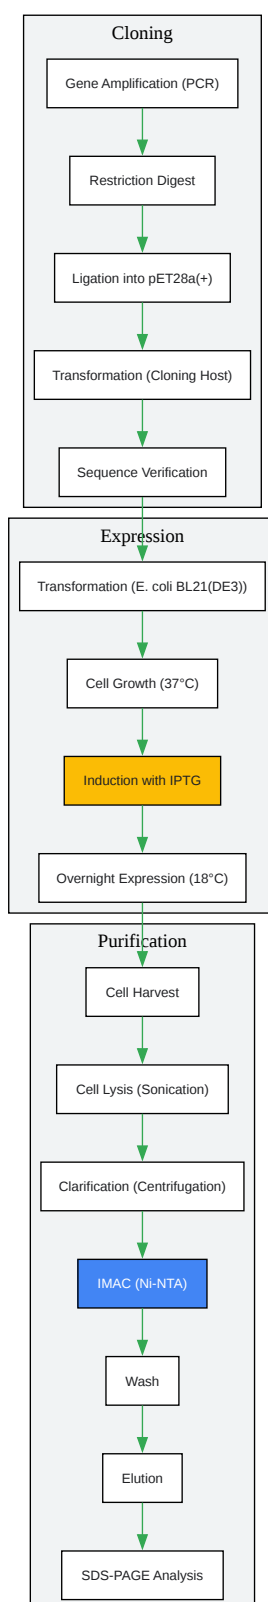 Cloning
Gene Amplification (PCR)
Restriction Digest
Ligation into pET28a(+)
Transformation (Cloning Host)
Sequence Verification
Expression
Transformation (E. coli BL21(DE3))
Cell Growth (37°C)
Induction with IPTG
Overnight Expression (18°C)
Purification
Cell Harvest
Cell Lysis (Sonication)
Clarification (Centrifugation)
IMAC (Ni-NTA)
Wash
Elution
SDS-PAGE Analysis